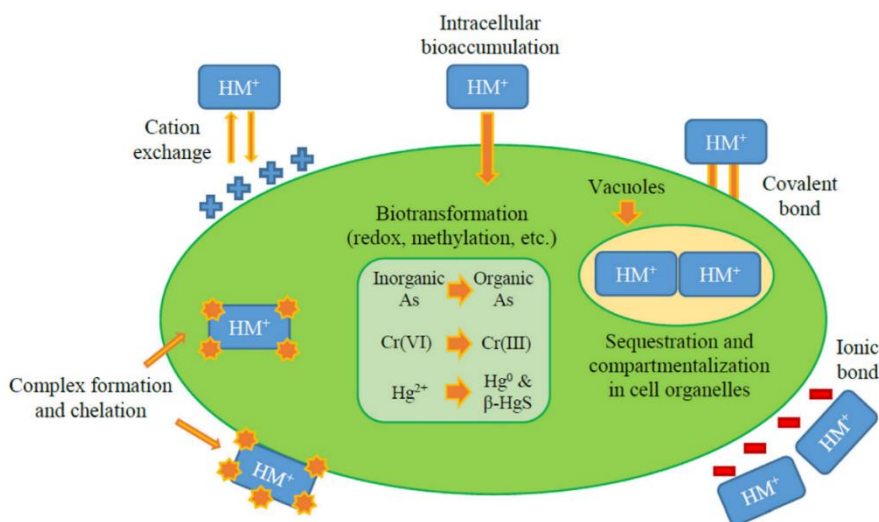 Intracellular
bioaccumulation
HM⁺
HM⁺
Cation
exchange
HM⁺
Covalent
bond
Vacuoles
HM⁺ HM⁺
Sequestration and
compartmentalization
in cell organelles
Biotransformation
(redox, methylation, etc.)
Inorganic
As
Organic
As
Cr(VI)
Cr(III)
Hg²⁺
Hg⁰ &
β-HgS
HM⁺
Complex formation
and chelation
HM⁺
Ionic
bond
HM⁺
HM⁺